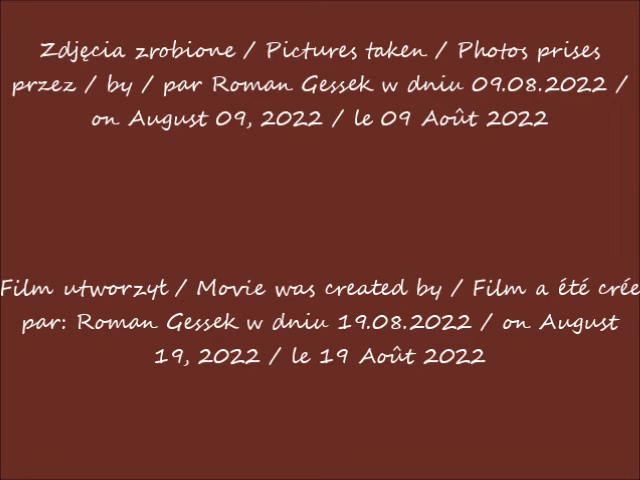 Zdjęcia zrobione / Pictures taken / Photos prises
przez / by / par Roman Gessek w dniu 09.08.2022 /
on August 09, 2022 / le 09 Août 2022
Film utworzył / Movie was created by / Film a été crée
par: Roman Gessek w dniu 19.08.2022 / on August
19, 2022 / le 19 Août 2022